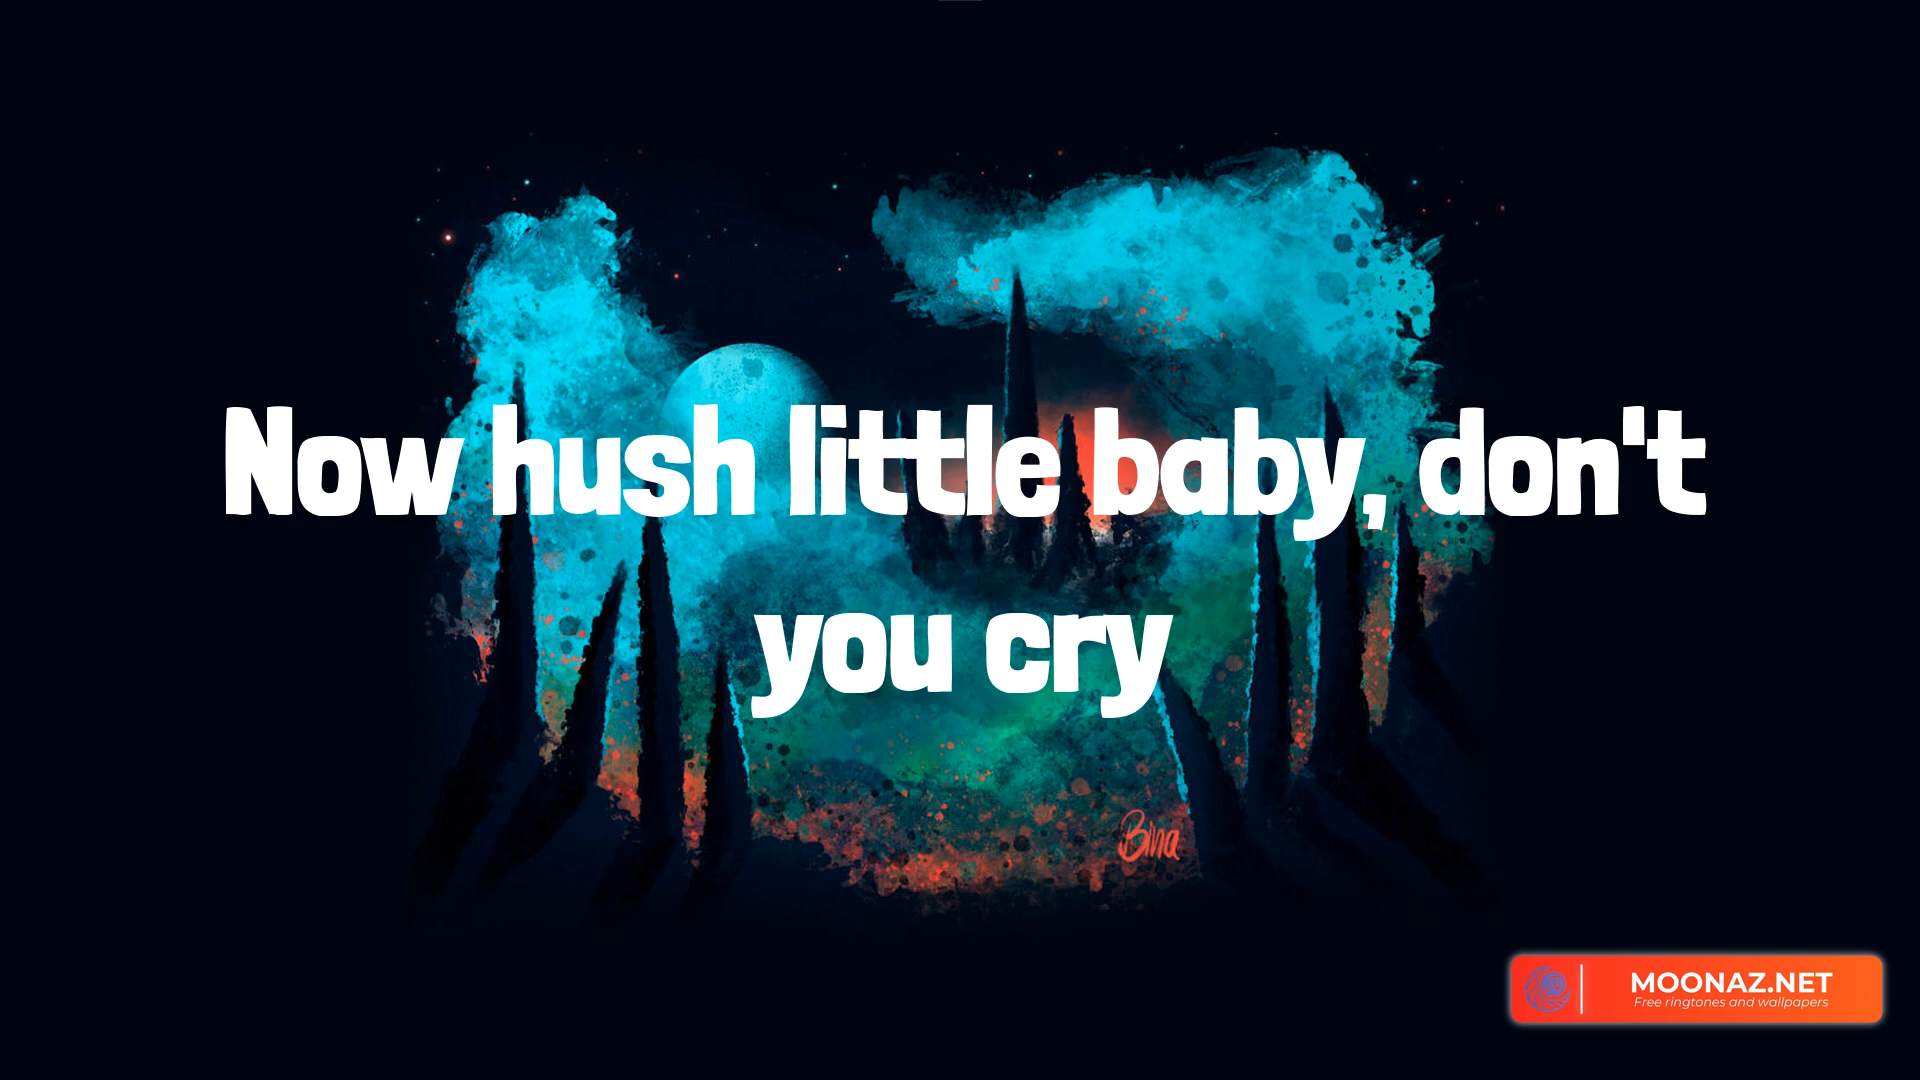 Now hush little baby, don't
you cry
Bina
MOONAZ.NET
Free ringtones and wallpapers